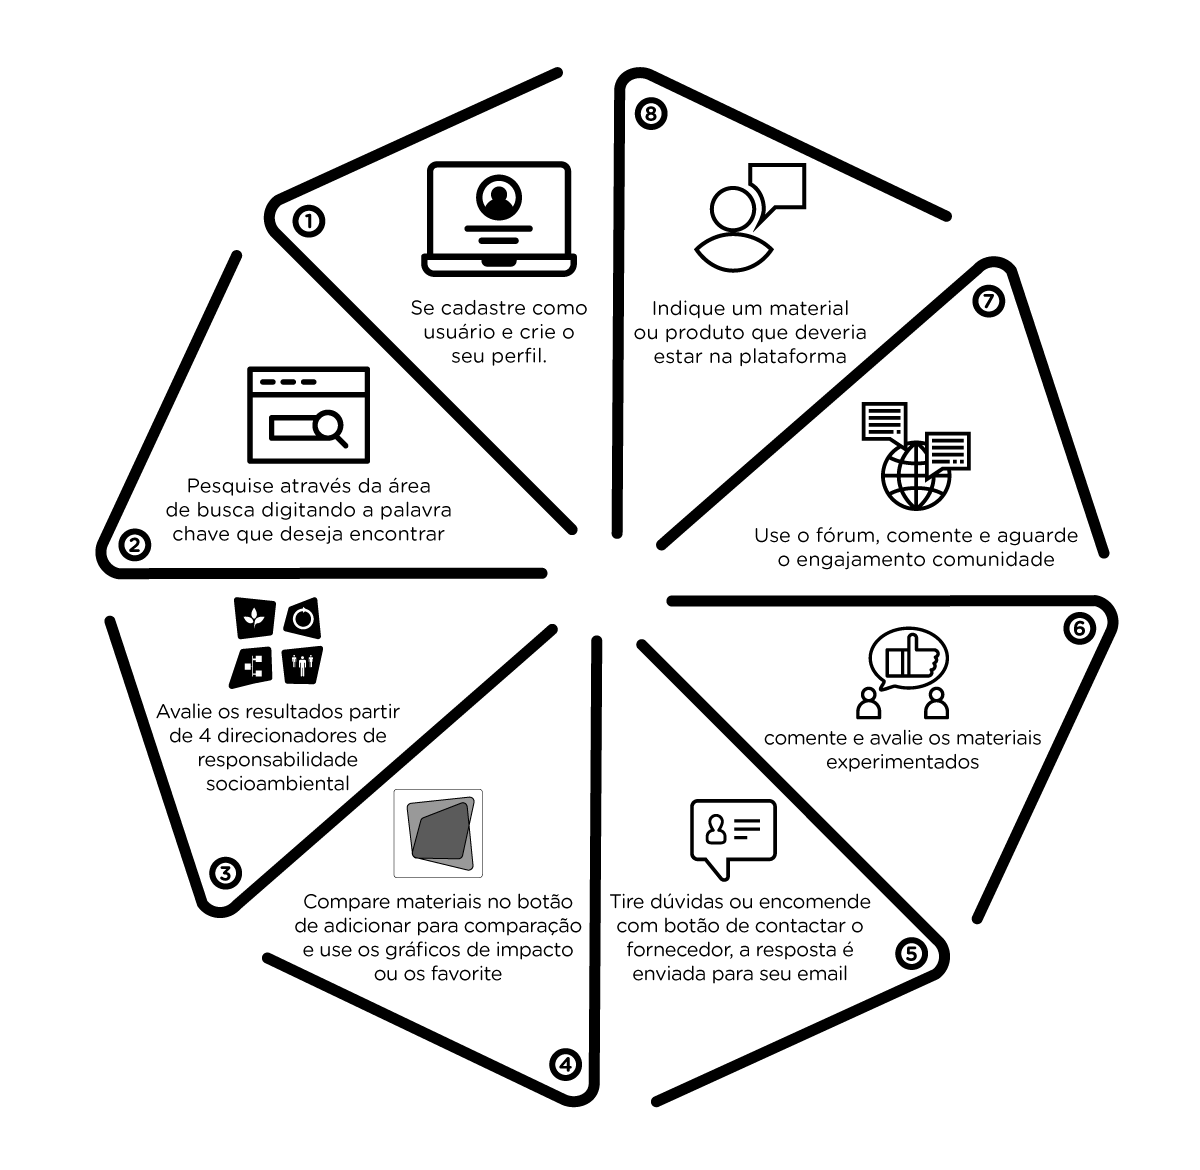 1
Se cadastre como
usuário e crie o
seu perfil.
2
Pesquise através da área
de busca digitando a palavra
chave que deseja encontrar
3
Avalie os resultados partir
de 4 direcionadores de
responsabilidade
socioambiental
4
Compare materiais no botão
de adicionar para comparação
e use os gráficos de impacto
ou os favorite
5
Tire dúvidas ou encomende
com botão de contactar o
fornecedor, a resposta é
enviada para seu email
6
comente e avalie os materiais
experimentados
7
Use o fórum, comente e aguarde
o engajamento comunidade
8
Indique um material
ou produto que deveria
estar na plataforma